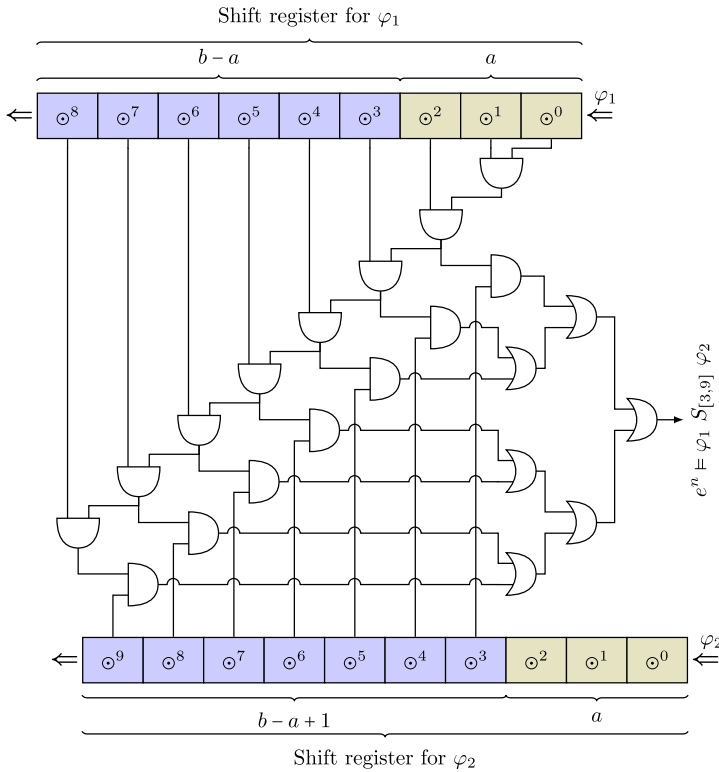 Shift register for φ₁
b − a a
⇐ ⊙⁸ ⊙⁷ ⊙⁶ ⊙⁵ ⊙⁴ ⊙³ ⊙² ⊙¹ ⊙⁰ ⇐ φ₁
eⁿ ⊨ φ₁ S[3,9] φ₂
⇐ ⊙⁹ ⊙⁸ ⊙⁷ ⊙⁶ ⊙⁵ ⊙⁴ ⊙³ ⊙² ⊙¹ ⊙⁰ ⇐ φ₂
b − a + 1 a
Shift register for φ₂